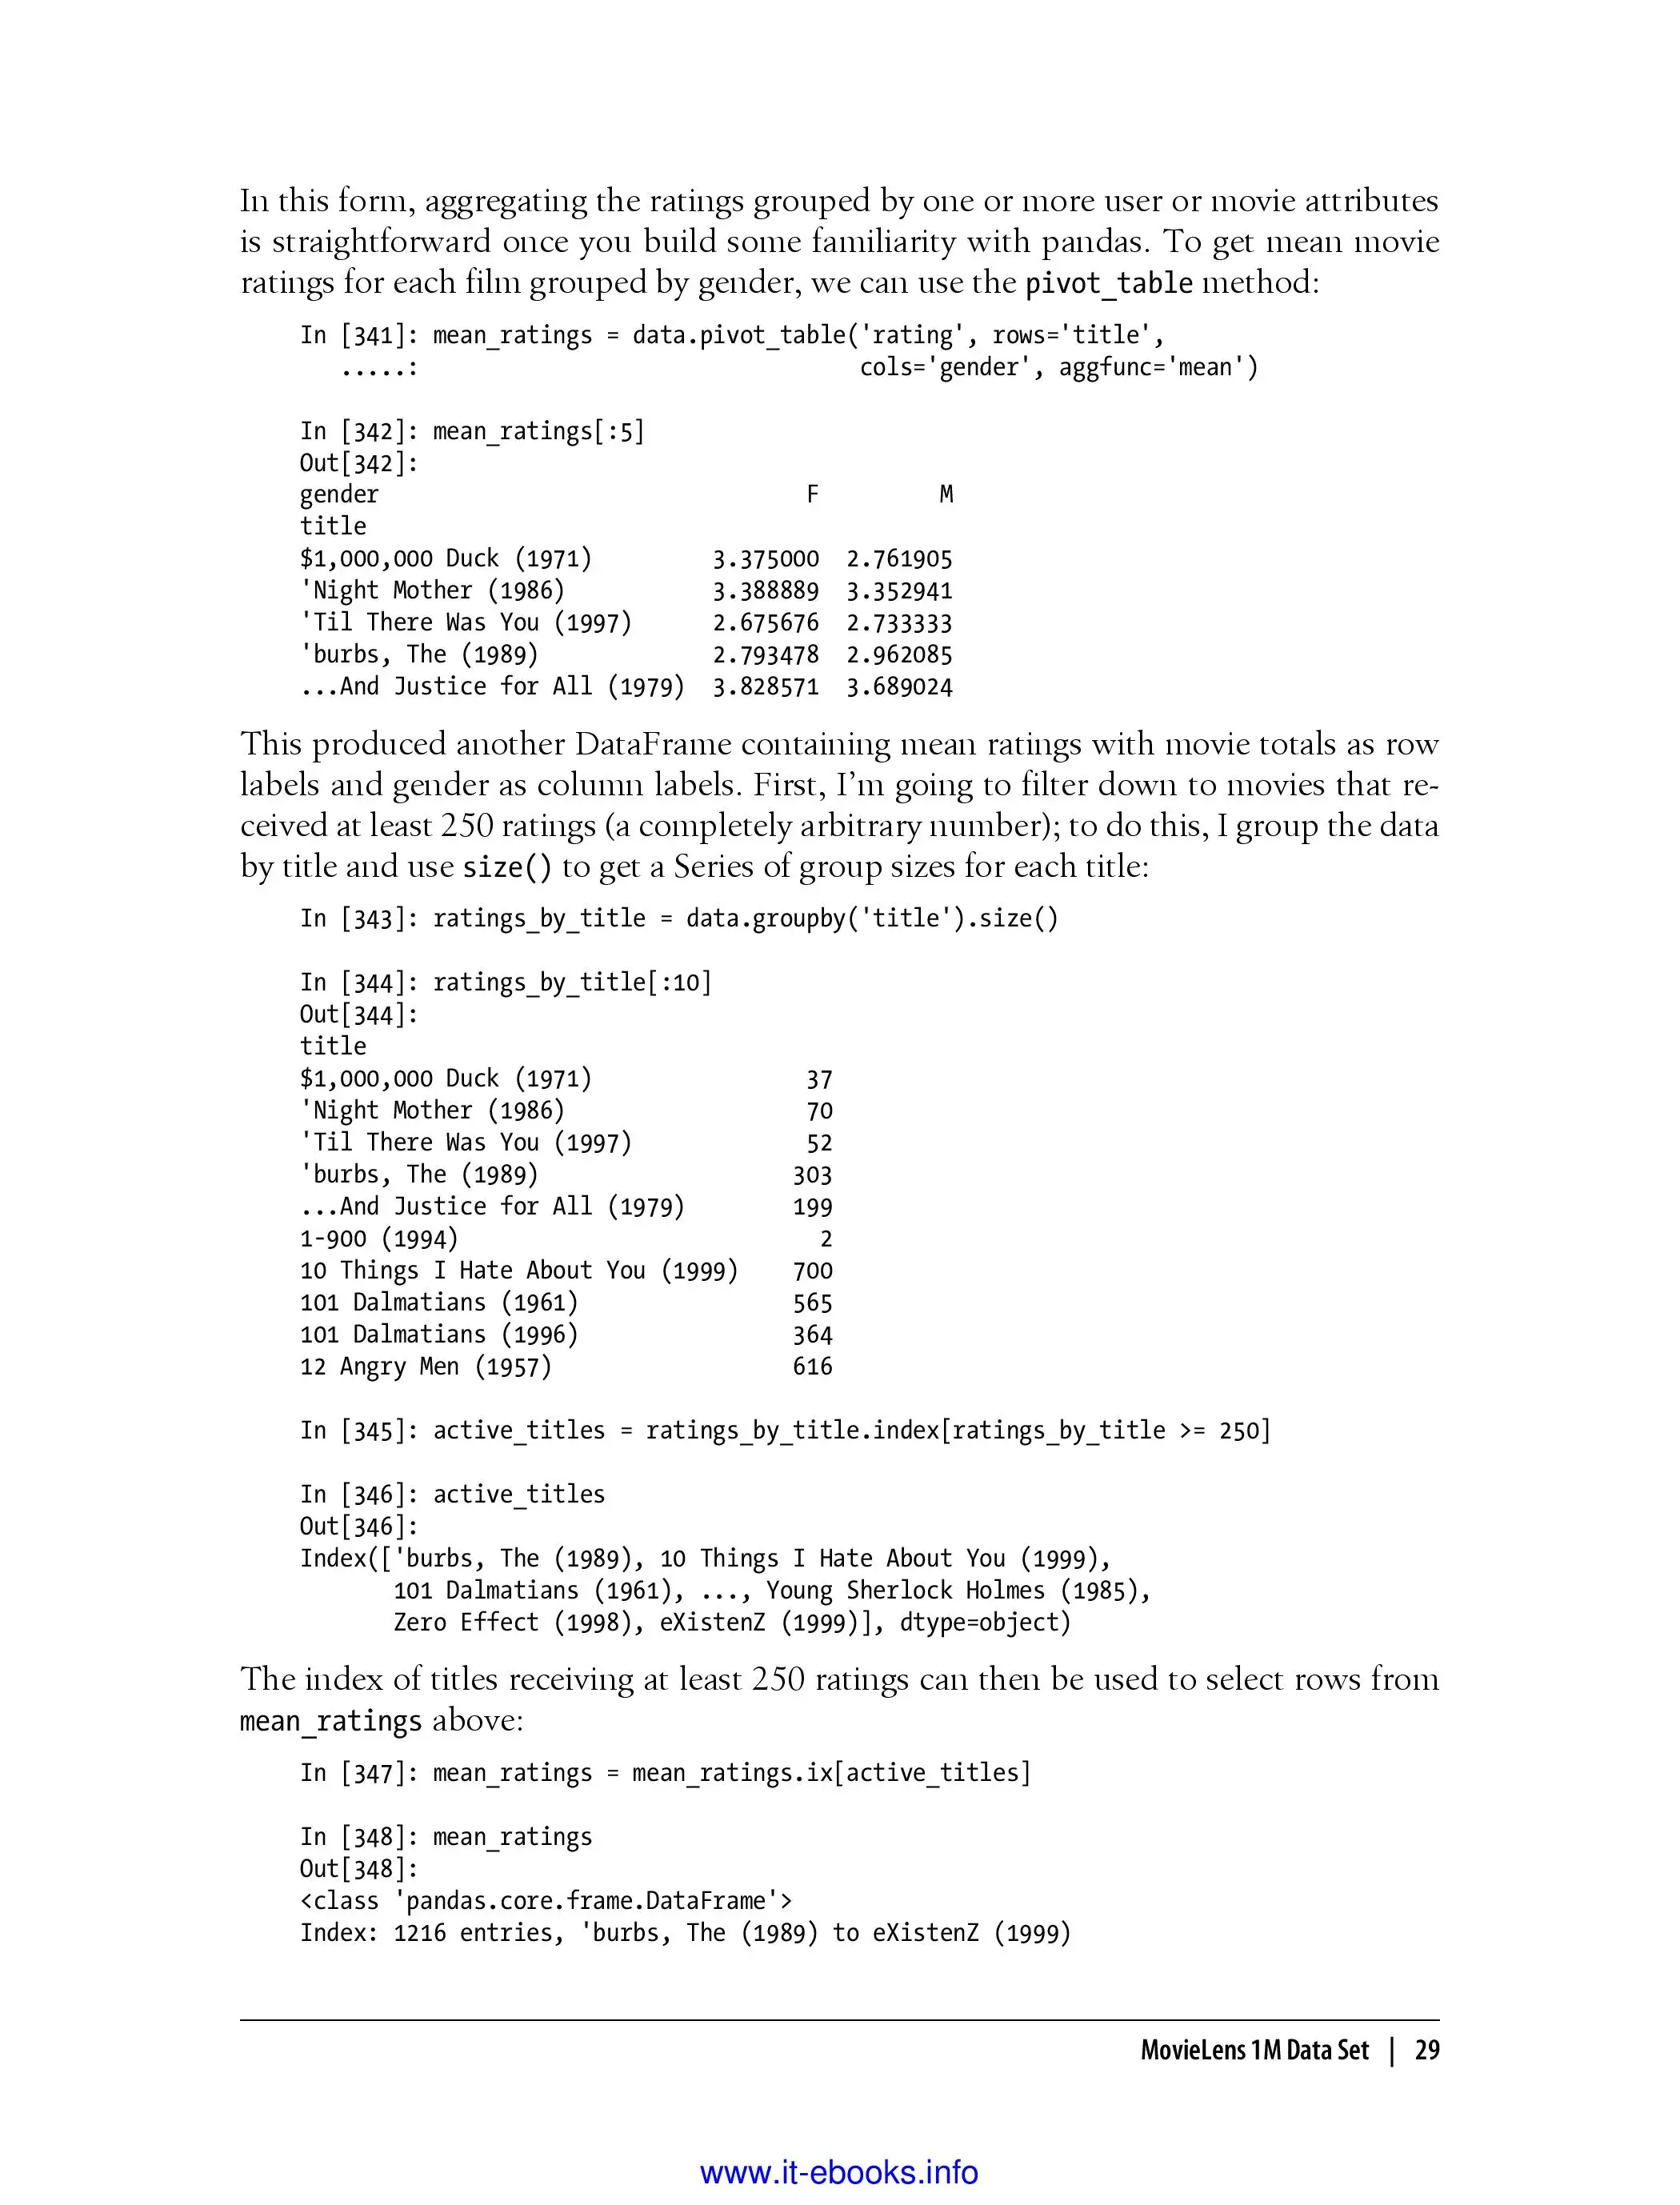 In this form, aggregating the ratings grouped by one or more user or movie attributes
is straightforward once you build some familiarity with pandas. To get mean movie
ratings for each film grouped by gender, we can use the pivot_table method:
In [341]: mean_ratings = data.pivot_table('rating', rows='title',
.....:                                 cols='gender', aggfunc='mean')
In [342]: mean_ratings[:5]
Out[342]:
gender                                F         M
title
$1,000,000 Duck (1971)         3.375000  2.761905
'Night Mother (1986)           3.388889  3.352941
'Til There Was You (1997)      2.675676  2.733333
'burbs, The (1989)             2.793478  2.962085
...And Justice for All (1979)  3.828571  3.689024
This produced another DataFrame containing mean ratings with movie totals as row
labels and gender as column labels. First, I’m going to filter down to movies that re-
ceived at least 250 ratings (a completely arbitrary number); to do this, I group the data
by title and use size() to get a Series of group sizes for each title:
In [343]: ratings_by_title = data.groupby('title').size()
In [344]: ratings_by_title[:10]
Out[344]:
title
$1,000,000 Duck (1971)                37
'Night Mother (1986)                  70
'Til There Was You (1997)             52
'burbs, The (1989)                   303
...And Justice for All (1979)        199
1-900 (1994)                           2
10 Things I Hate About You (1999)    700
101 Dalmatians (1961)                565
101 Dalmatians (1996)                364
12 Angry Men (1957)                  616
In [345]: active_titles = ratings_by_title.index[ratings_by_title >= 250]
In [346]: active_titles
Out[346]:
Index(['burbs, The (1989), 10 Things I Hate About You (1999),
101 Dalmatians (1961), ..., Young Sherlock Holmes (1985),
Zero Effect (1998), eXistenZ (1999)], dtype=object)
The index of titles receiving at least 250 ratings can then be used to select rows from
mean_ratings above:
In [347]: mean_ratings = mean_ratings.ix[active_titles]
In [348]: mean_ratings
Out[348]:
<class 'pandas.core.frame.DataFrame'>
Index: 1216 entries, 'burbs, The (1989) to eXistenZ (1999)
MovieLens 1M Data Set | 29
www.it-ebooks.info